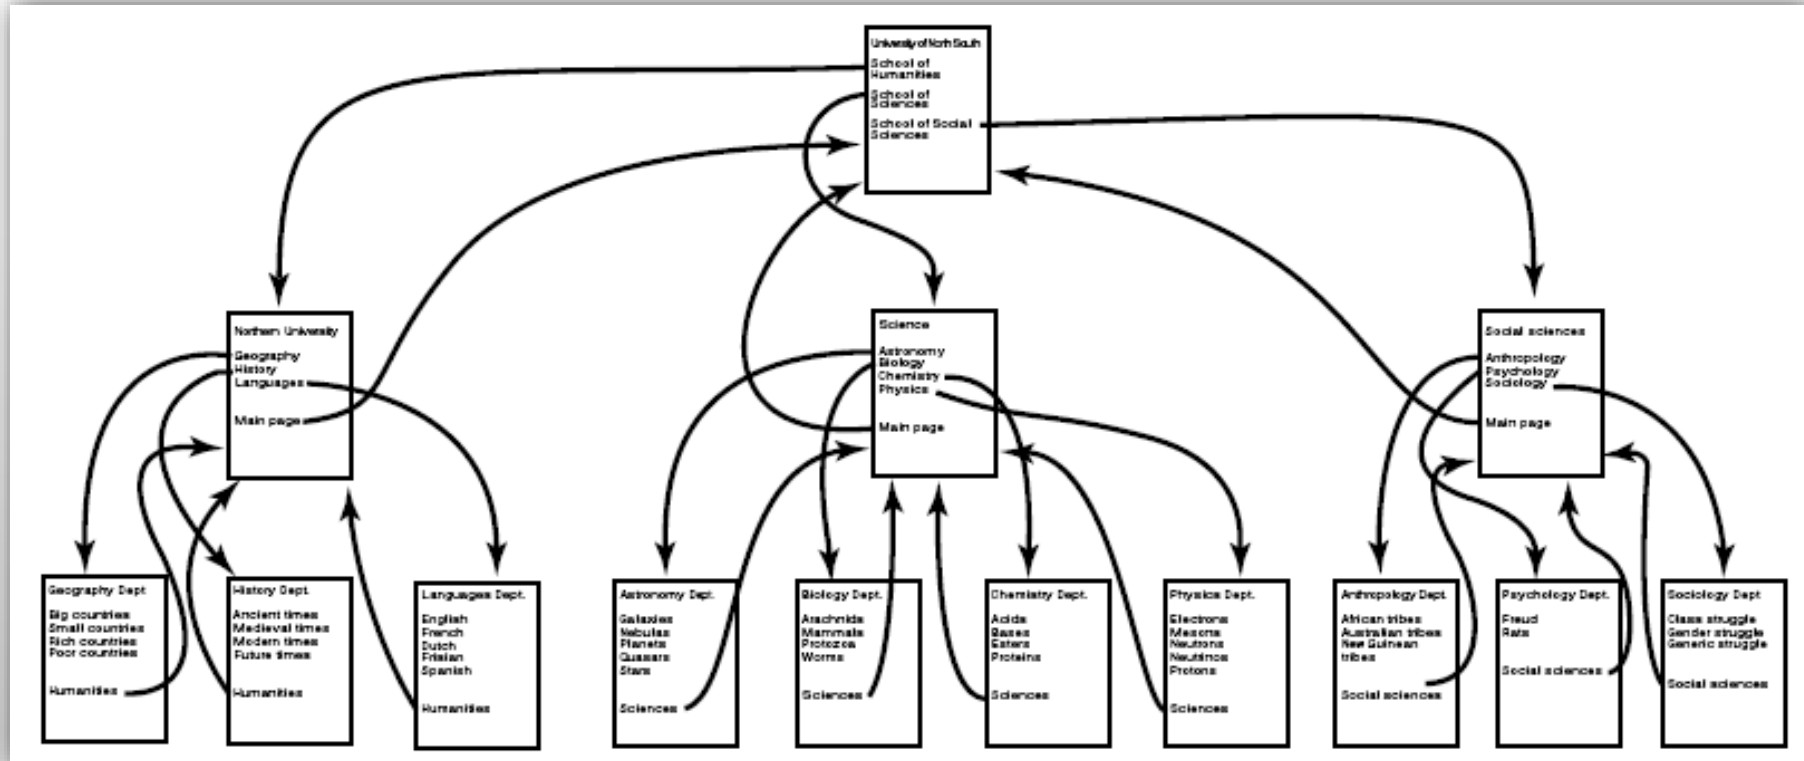 University of North South
School of
Humanities
School of
Sciences
School of Social
Sciences
Northern University
Geography
History
Languages
Main page
Science
Astronomy
Biology
Chemistry
Physics
Main page
Social sciences
Anthropology
Psychology
Sociology
Main page
Geography Dept
Big countries
Small countries
Rich countries
Poor countries
Humanities
History Dept.
Ancient times
Medieval times
Modern times
Future times
Humanities
Languages Dept.
English
French
Dutch
Frisian
Spanish
Humanities
Astronomy Dept.
Galaxies
Nebulas
Planets
Quasars
Stars
Sciences
Biology Dept.
Arachnids
Mammals
Protozoa
Worms
Sciences
Chemistry Dept.
Acids
Bases
Esters
Proteins
Sciences
Physics Dept.
Electrons
Mesons
Neutrons
Neutrinos
Protons
Sciences
Anthropology Dept.
African tribes
Australian tribes
New Guinean
tribes
Social sciences
Psychology Dept.
Freud
Rats
Social sciences
Sociology Dept
Class struggle
Gender struggle
Generic struggle
Social sciences